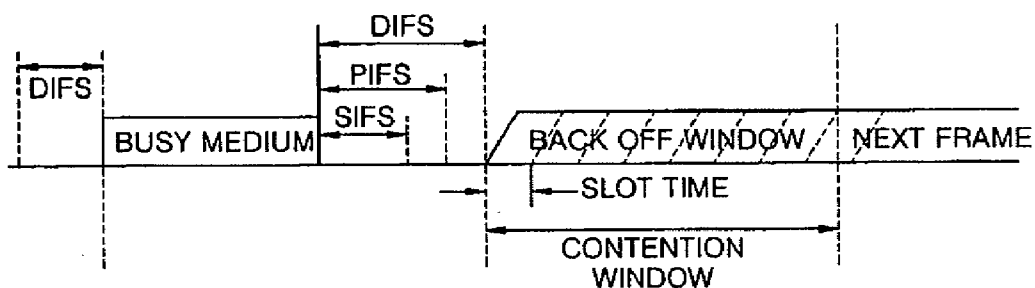 DIFS
DIFS
PIFS
SIFS
BUSY MEDIUM
BACK OFF WINDOW
NEXT FRAME
SLOT TIME
CONTENTION
WINDOW